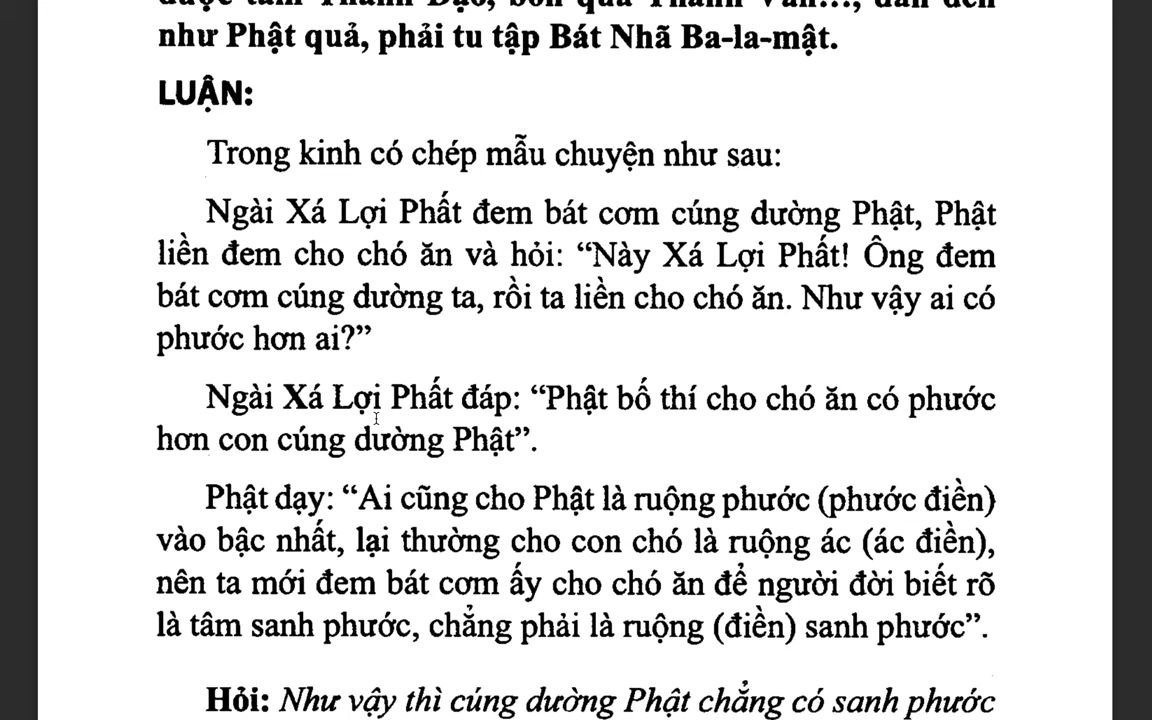 như Phật quả, phải tu tập Bát Nhã Ba-la-mật.
LUẬN:
Trong kinh có chép mẫu chuyện như sau:
Ngài Xá Lợi Phất đem bát cơm cúng dường Phật, Phật
liền đem cho chó ăn và hỏi: “Này Xá Lợi Phất! Ông đem
bát cơm cúng dường ta, rồi ta liền cho chó ăn. Như vậy ai có
phước hơn ai?”
Ngài Xá Lợi Phất đáp: “Phật bố thí cho chó ăn có phước
hơn con cúng dường Phật”.
Phật dạy: “Ai cũng cho Phật là ruộng phước (phước điền)
vào bậc nhất, lại thường cho con chó là ruộng ác (ác điền),
nên ta mới đem bát cơm ấy cho chó ăn để người đời biết rõ
là tâm sanh phước, chẳng phải là ruộng (điền) sanh phước”.
Hỏi: Như vậy thì cúng dường Phật chẳng có sanh phước